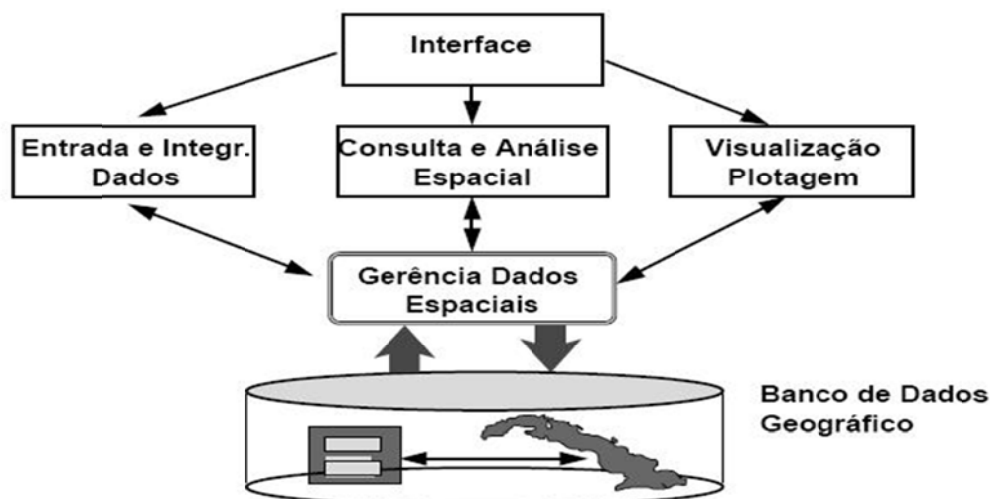 Interface
Entrada e Integr.
Dados
Consulta e Análise
Espacial
Visualização
Plotagem
Gerência Dados
Espaciais
Banco de Dados
Geográfico